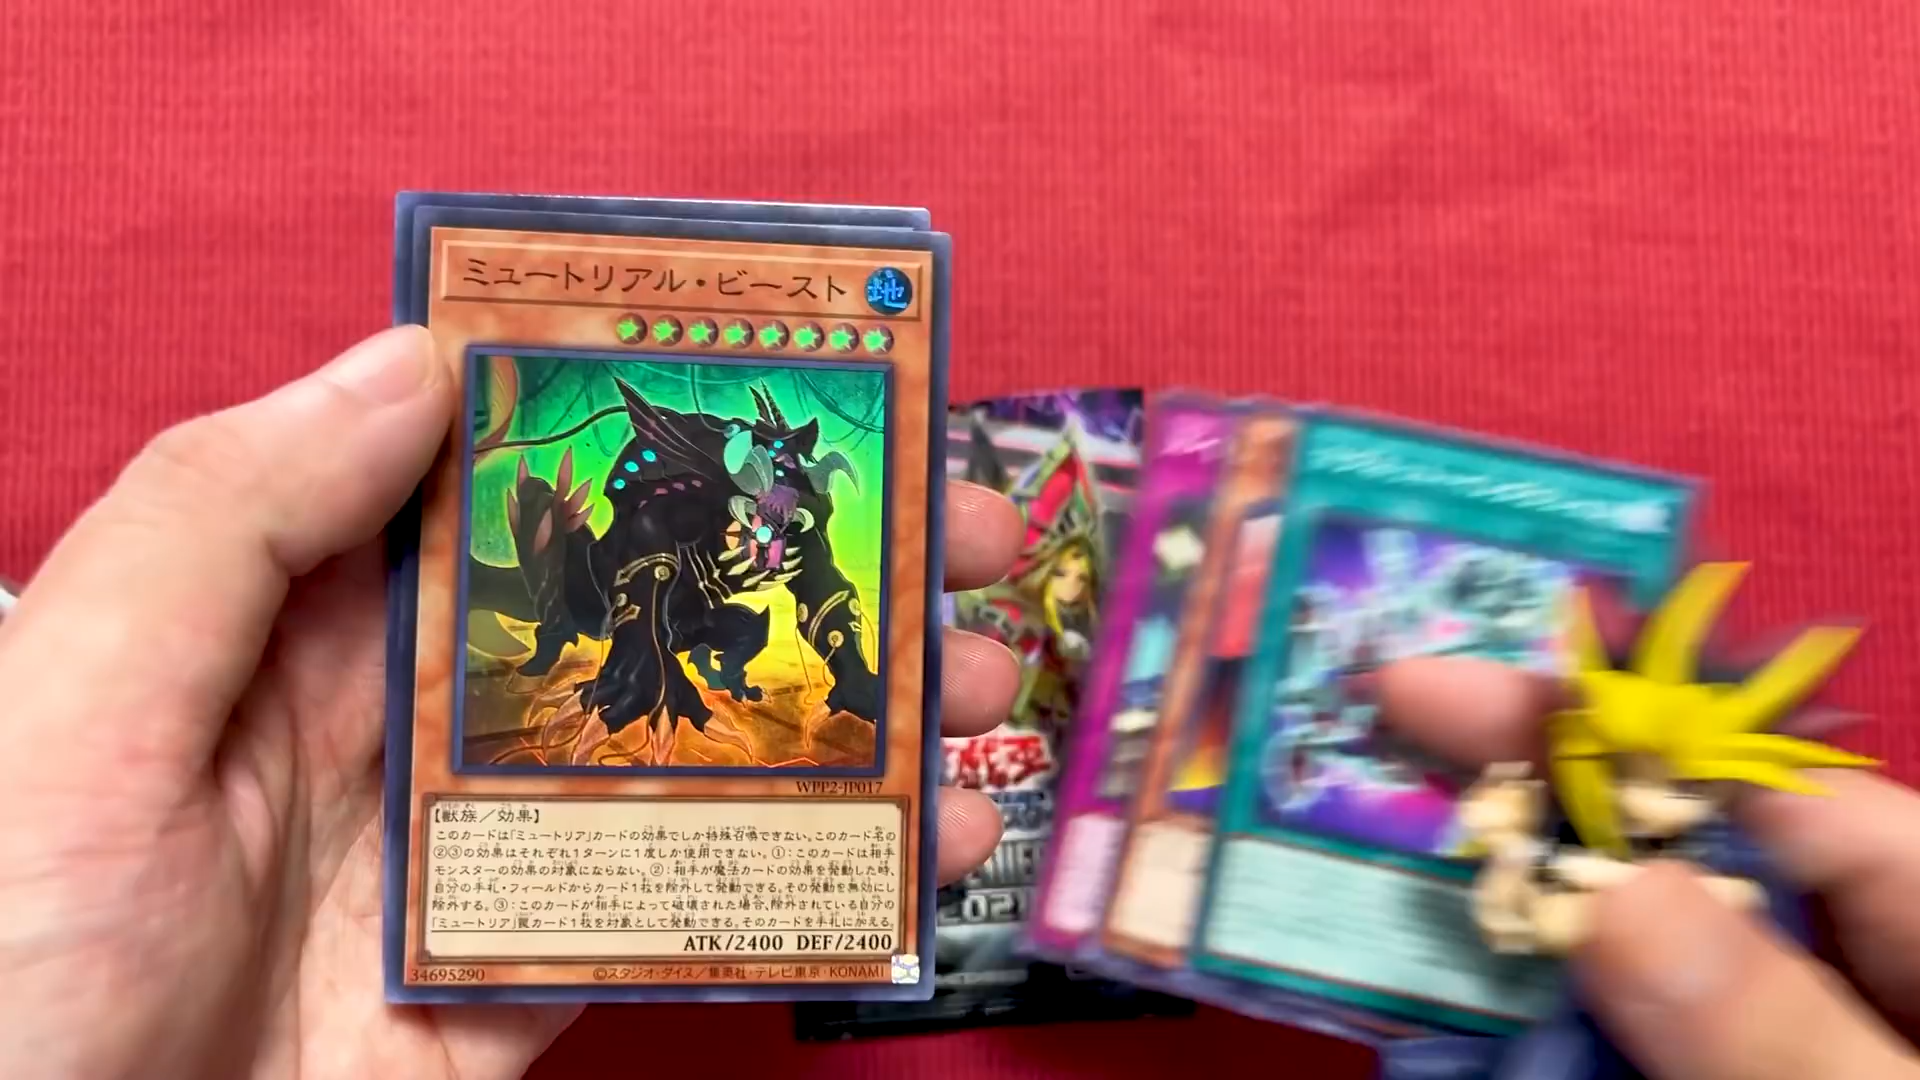 ミュートリアル・ビースト
地
WPP2-JP017
【獣族／効果】
このカードは「ミュートリア」カードの効果でしか特殊召喚できない。このカード名の
②③の効果はそれぞれ1ターンに1度しか使用できない。①：このカードは相手
モンスターの効果の対象にならない。②：相手が魔法カードの効果を発動した時、
自分の手札・フィールドからカード1枚を除外して発動できる。その発動を無効にし
除外する。③：このカードが相手によって破壊された場合、除外されている自分の
「ミュートリア」罠カード1枚を対象として発動できる。そのカードを手札に加える。
ATK/2400 DEF/2400
34695290
©スタジオ・ダイス／集英社・テレビ東京・KONAMI
2021